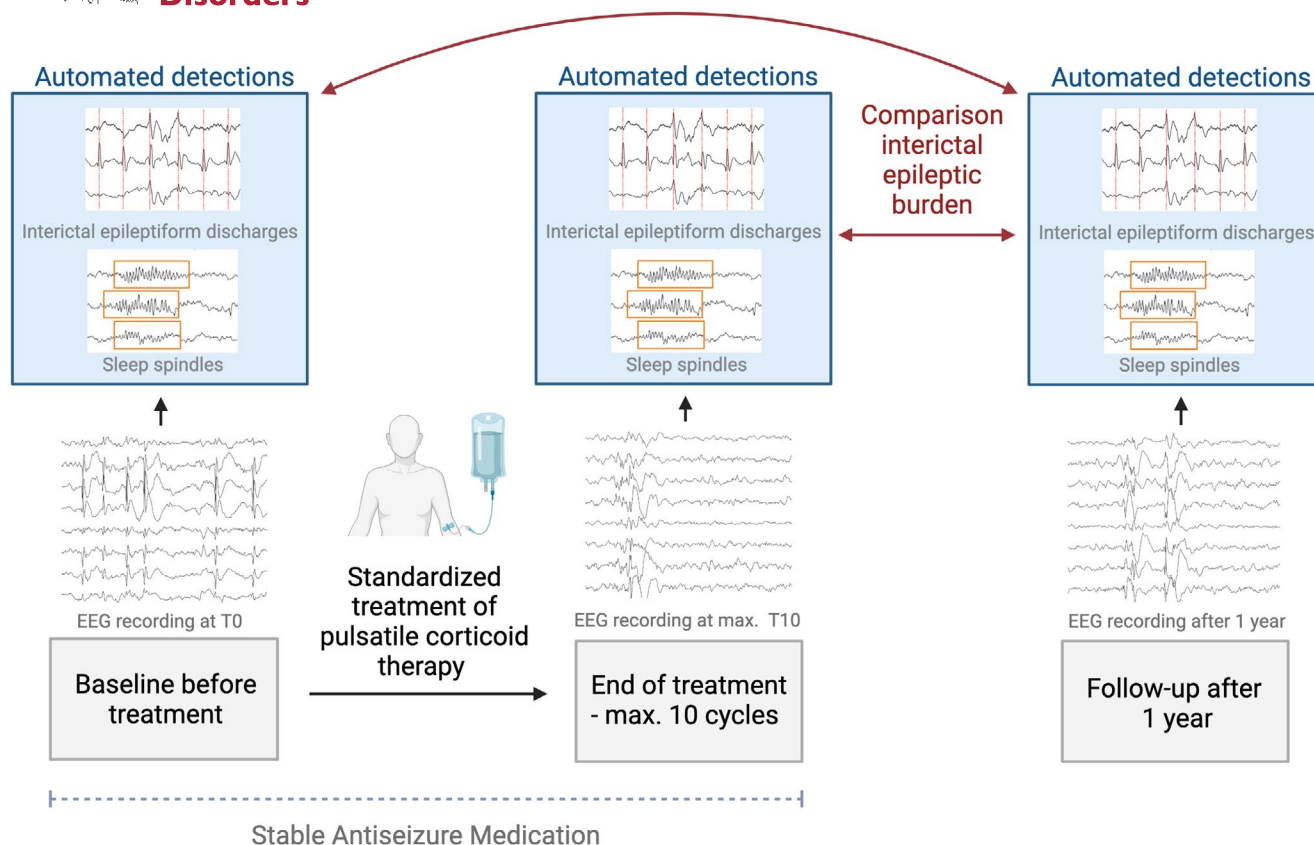 Disorders
Automated detections
Automated detections
Automated detections
Comparison
interictal
epileptic
burden
Interictal epileptiform discharges
Interictal epileptiform discharges
Interictal epileptiform discharges
Sleep spindles
Sleep spindles
Sleep spindles
Standardized
treatment of
pulsatile corticoid
therapy
EEG recording at T0
EEG recording at max. T10
EEG recording after 1 year
Baseline before
treatment
End of treatment
- max. 10 cycles
Follow-up after
1 year
Stable Antiseizure Medication